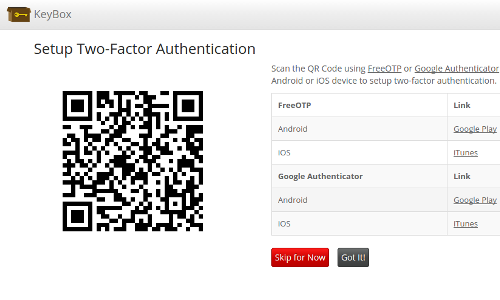 KeyBox
Setup Two-Factor Authentication
Scan the QR Code using FreeOTP or Google Authenticator
Android or iOS device to setup two-factor authentication.
FreeOTP Link
Android Google Play
iOS iTunes
Google Authenticator Link
Android Google Play
iOS iTunes
Skip for Now Got It!